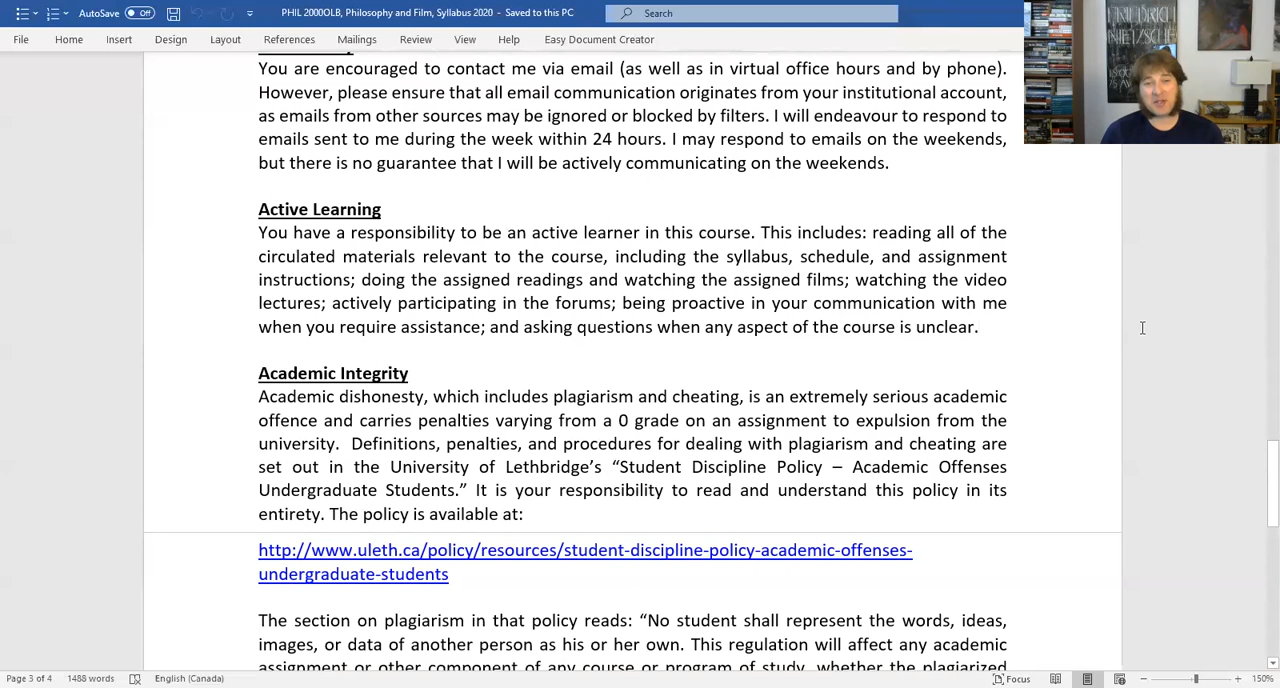 AutoSave Off PHIL 2000OLB, Philosophy and Film, Syllabus 2020 - Saved to this PC Search
File Home Insert Design Layout References Mailings Review View Help Easy Document Creator
You are encouraged to contact me via email (as well as in virtual office hours and by phone).
However, please ensure that all email communication originates from your institutional account,
as emails from other sources may be ignored or blocked by filters. I will endeavour to respond to
emails sent to me during the week within 24 hours. I may respond to emails on the weekends,
but there is no guarantee that I will be actively communicating on the weekends.
Active Learning
You have a responsibility to be an active learner in this course. This includes: reading all of the
circulated materials relevant to the course, including the syllabus, schedule, and assignment
instructions; doing the assigned readings and watching the assigned films; watching the video
lectures; actively participating in the forums; being proactive in your communication with me
when you require assistance; and asking questions when any aspect of the course is unclear.
Academic Integrity
Academic dishonesty, which includes plagiarism and cheating, is an extremely serious academic
offence and carries penalties varying from a 0 grade on an assignment to expulsion from the
university. Definitions, penalties, and procedures for dealing with plagiarism and cheating are
set out in the University of Lethbridge’s “Student Discipline Policy – Academic Offenses
Undergraduate Students.” It is your responsibility to read and understand this policy in its
entirety. The policy is available at:
http://www.uleth.ca/policy/resources/student-discipline-policy-academic-offenses-
undergraduate-students
The section on plagiarism in that policy reads: “No student shall represent the words, ideas,
images, or data of another person as his or her own. This regulation will affect any academic
assignment or other component of any course or program of study, whether the plagiarized
Page 3 of 4 1488 words English (Canada) Focus 150%
FRIEDRICH
NIETZSCHE